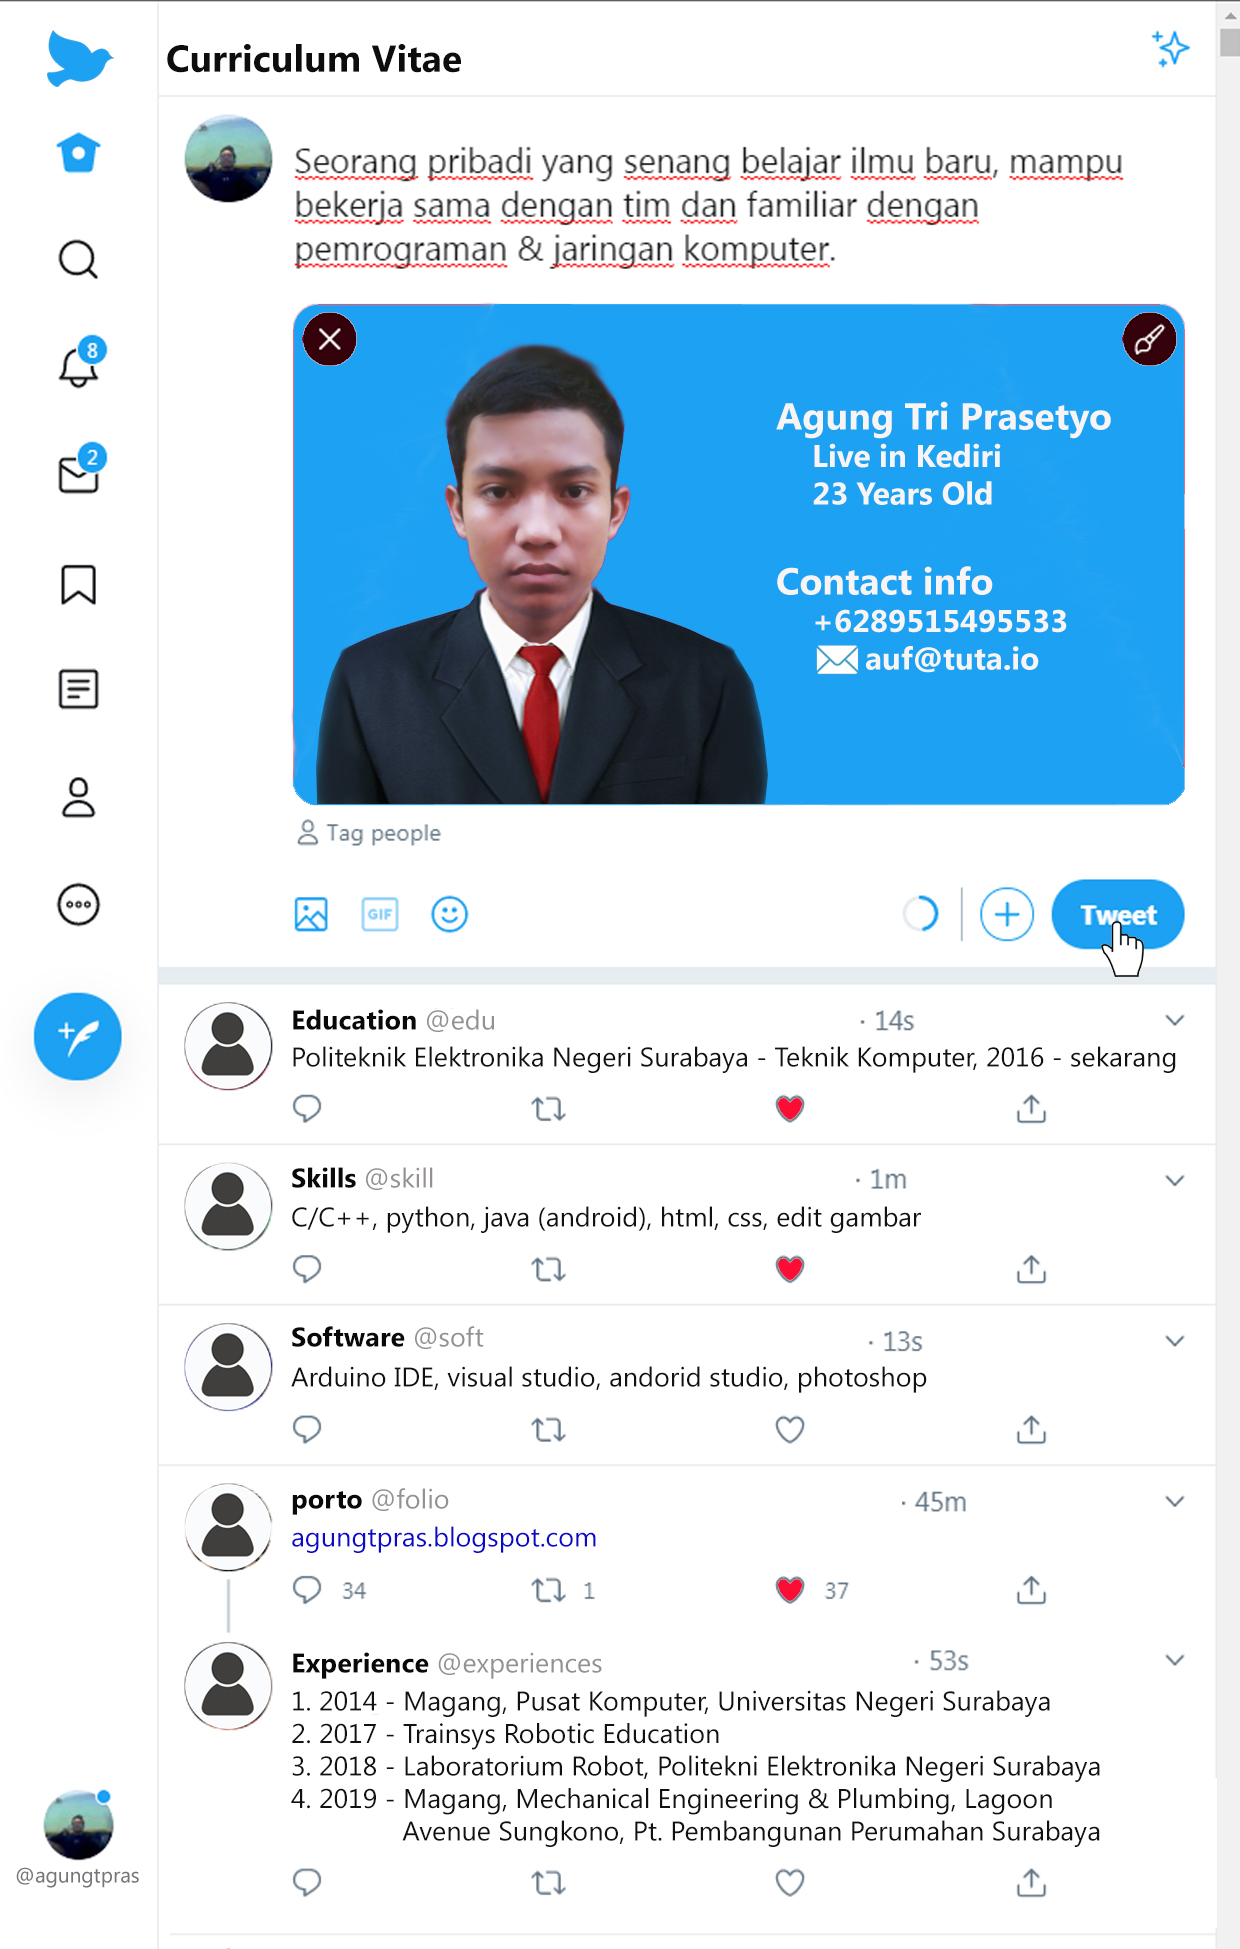 Curriculum Vitae
Seorang pribadi yang senang belajar ilmu baru, mampu
bekerja sama dengan tim dan familiar dengan
pemrograman & jaringan komputer.
8
2
Agung Tri Prasetyo
Live in Kediri
23 Years Old
Contact info
+6289515495533
auf@tuta.io
Tag people
GIF
Tweet
Education @edu · 14s
Politeknik Elektronika Negeri Surabaya - Teknik Komputer, 2016 - sekarang
Skills @skill · 1m
C/C++, python, java (android), html, css, edit gambar
Software @soft · 13s
Arduino IDE, visual studio, andorid studio, photoshop
porto @folio · 45m
agungtpras.blogspot.com
34 1 37
Experience @experiences · 53s
1. 2014 - Magang, Pusat Komputer, Universitas Negeri Surabaya
2. 2017 - Trainsys Robotic Education
3. 2018 - Laboratorium Robot, Politekni Elektronika Negeri Surabaya
4. 2019 - Magang, Mechanical Engineering & Plumbing, Lagoon
Avenue Sungkono, Pt. Pembangunan Perumahan Surabaya
@agungtpras